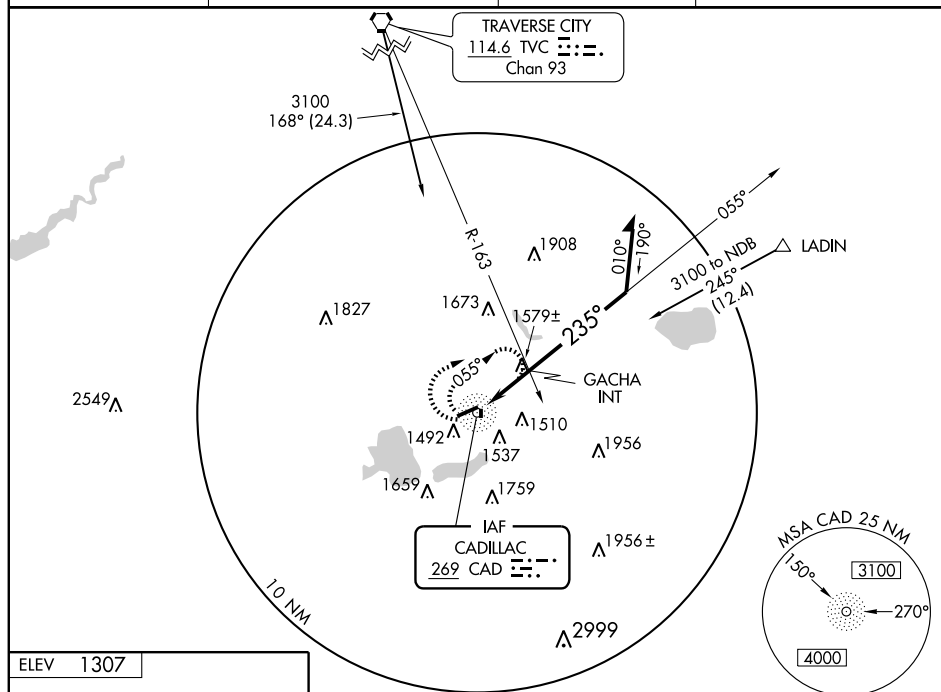 TRAVERSE CITY
114.6 TVC
Chan 93
3100
168° (24.3)
R-163
055°
LADIN
3100 to NDB
245°
(12.4)
010°
190°
1908
1827
1673
1579±
235°
055°
GACHA
INT
2549
1492
1510
1537
1956
1659
1759
IAF
CADILLAC
269 CAD
1956±
2999
10 NM
MSA CAD 25 NM
150°
3100
270°
4000
ELEV 1307